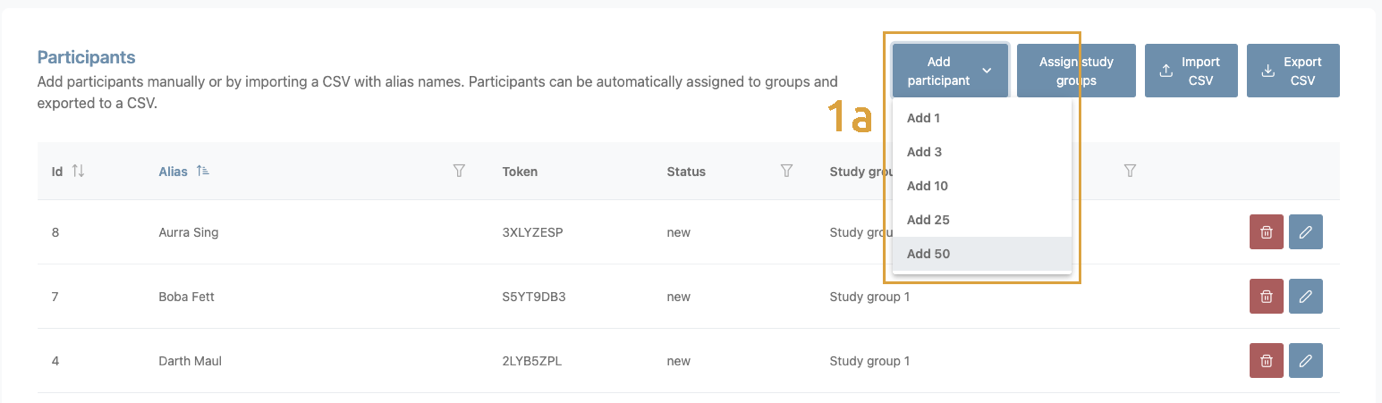 Participants
Add participants manually or by importing a CSV with alias names. Participants can be automatically assigned to groups and
exported to a CSV.
Add
participant
Assign study
groups
Import
CSV
Export
CSV
1a
Add 1
Add 3
Add 10
Add 25
Add 50
Id Alias Token Status Study grou
8 Aurra Sing 3XLYZESP new Study grou
7 Boba Fett S5YT9DB3 new Study group 1
4 Darth Maul 2LYB5ZPL new Study group 1